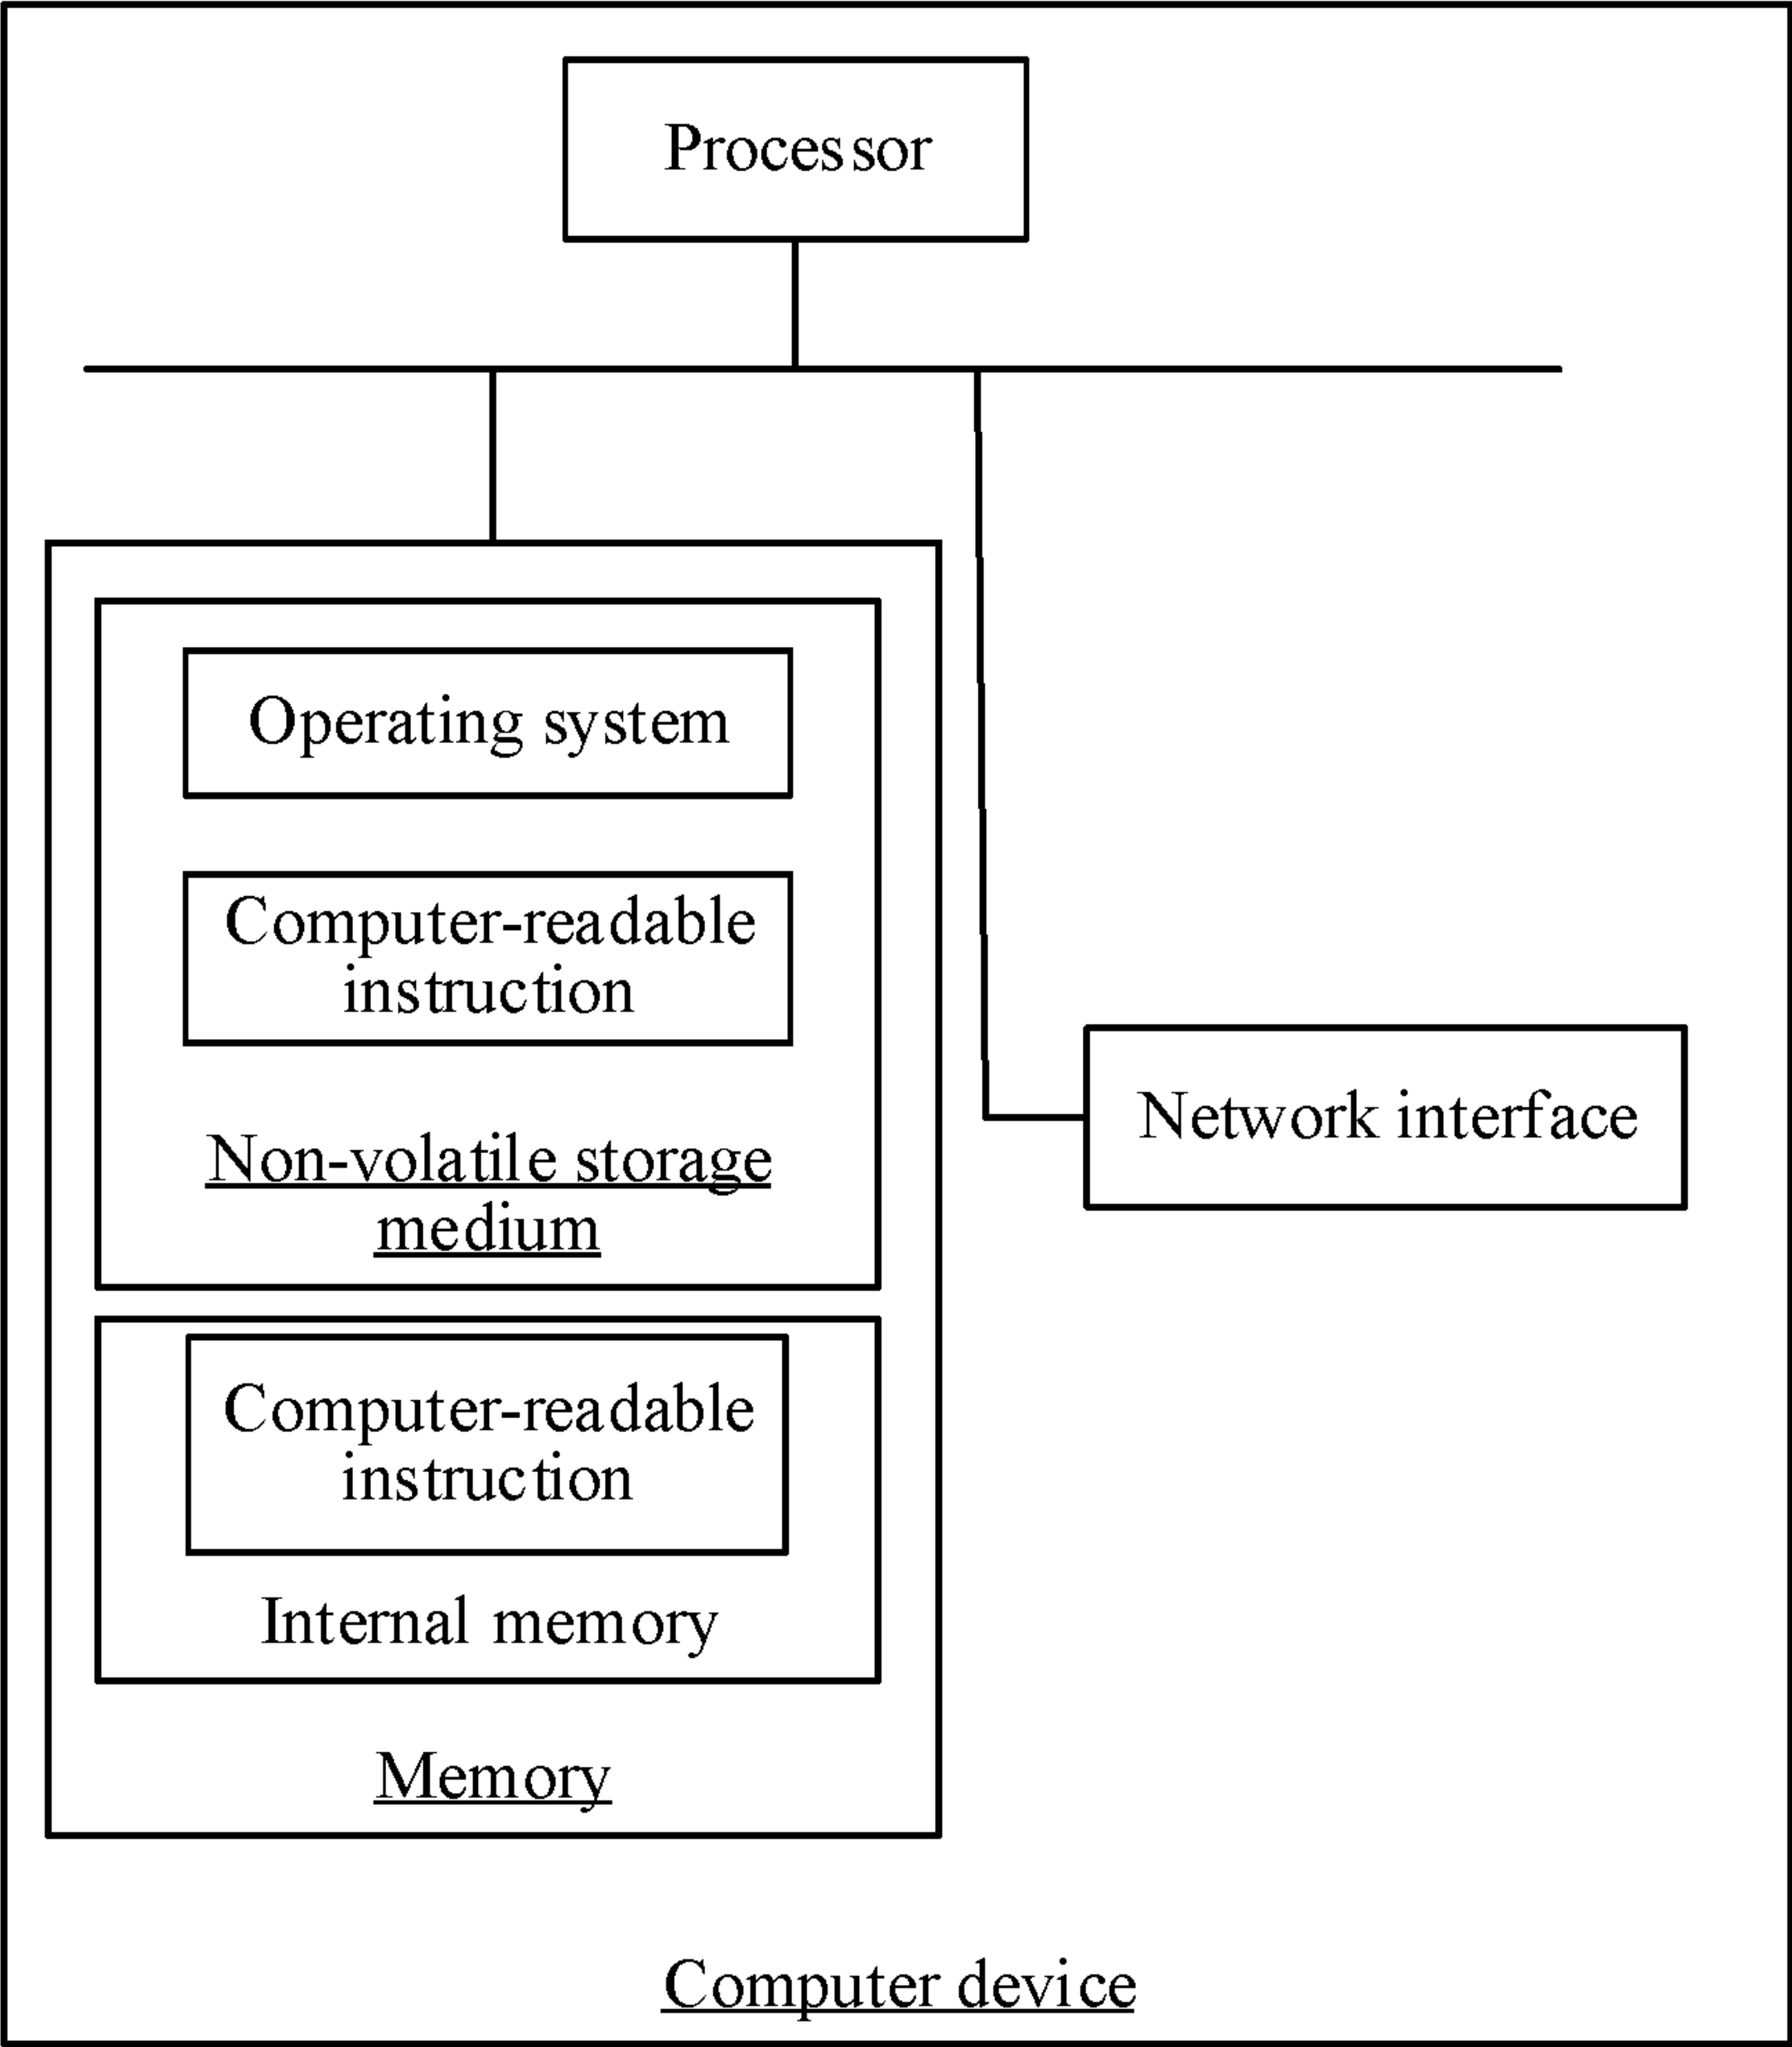 Processor
Operating system
Computer-readable
instruction
Non-volatile storage
medium
Computer-readable
instruction
Internal memory
Memory
Network interface
Computer device